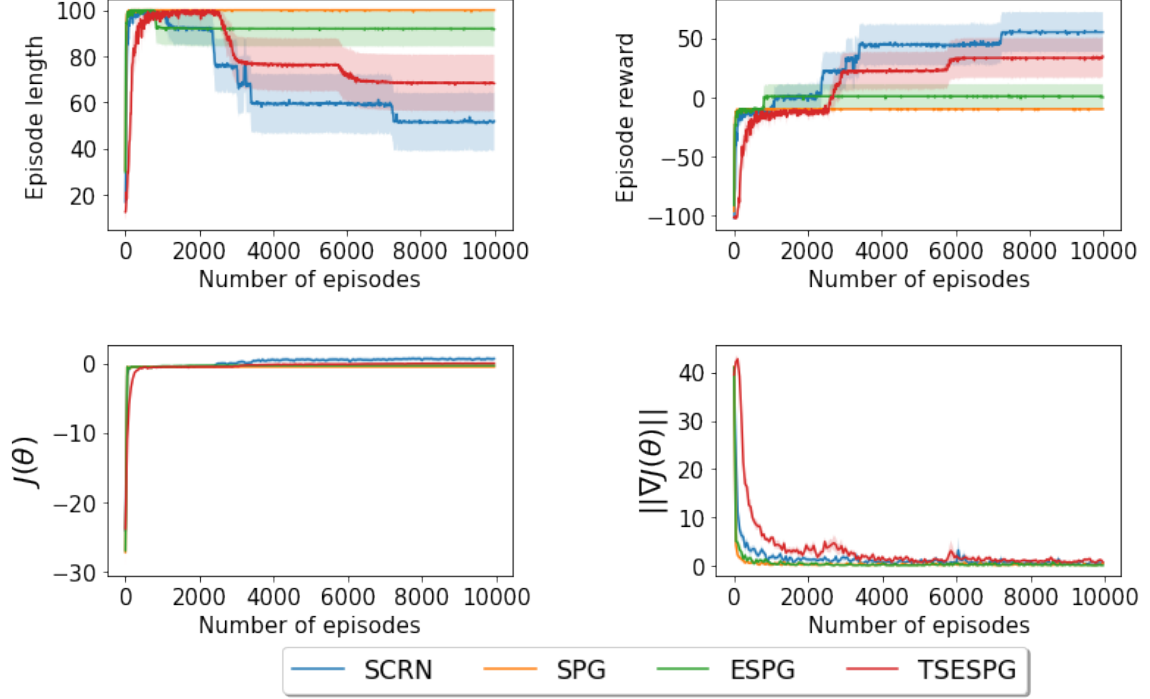 Episode length
100
80
60
40
20
0 2000 4000 6000 8000 10000
Number of episodes
Episode reward
50
0
−50
−100
0 2000 4000 6000 8000 10000
Number of episodes
J(θ)
0
−10
−20
−30
0 2000 4000 6000 8000 10000
Number of episodes
||∇J(θ)||
40
30
20
10
0
0 2000 4000 6000 8000 10000
Number of episodes
SCRN SPG ESPG TSESPG